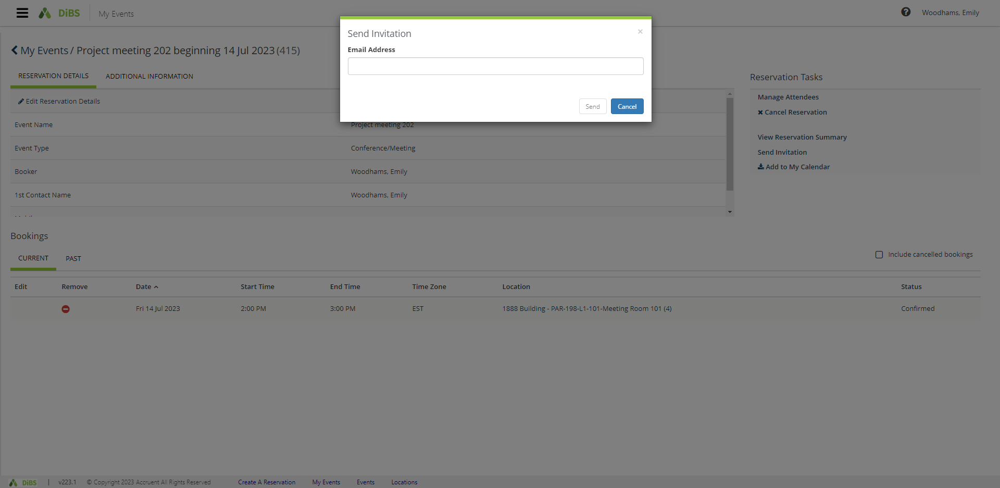 DiBS
My Events
Woodhams, Emily
Send Invitation
×
Email Address
Send
Cancel
My Events / Project meeting 202 beginning 14 Jul 2023 (415)
RESERVATION DETAILS
ADDITIONAL INFORMATION
Edit Reservation Details
Event Name
Project meeting 202
Event Type
Conference/Meeting
Booker
Woodhams, Emily
1st Contact Name
Woodhams, Emily
Reservation Tasks
Manage Attendees
Cancel Reservation
View Reservation Summary
Send Invitation
Add to My Calendar
Bookings
CURRENT
PAST
Include cancelled bookings
Edit Remove Date Start Time End Time Time Zone Location Status
Fri 14 Jul 2023 2:00 PM 3:00 PM EST 1888 Building - PAR-198-L1-101-Meeting Room 101 (4) Confirmed
DiBS | v223.1 © Copyright 2023 Accruent All Rights Reserved Create A Reservation My Events Events Locations